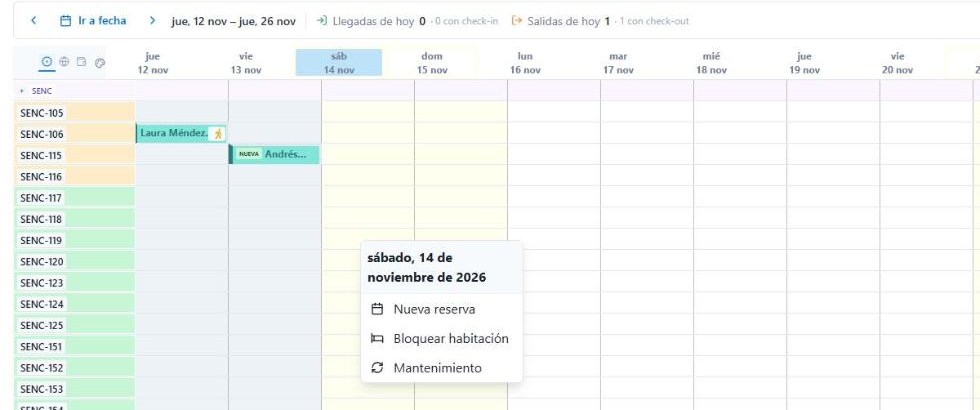 Ir a fecha
jue, 12 nov – jue, 26 nov
Llegadas de hoy 0 · 0 con check-in
Salidas de hoy 1 · 1 con check-out
jue
12 nov
vie
13 nov
sáb
14 nov
dom
15 nov
lun
16 nov
mar
17 nov
mié
18 nov
jue
19 nov
vie
20 nov
SENC
SENC-105
SENC-106
Laura Méndez.
SENC-115
NUEVA Andrés...
SENC-116
SENC-117
SENC-118
SENC-119
SENC-120
SENC-123
SENC-124
SENC-125
SENC-151
SENC-152
SENC-153
sábado, 14 de
noviembre de 2026
Nueva reserva
Bloquear habitación
Mantenimiento